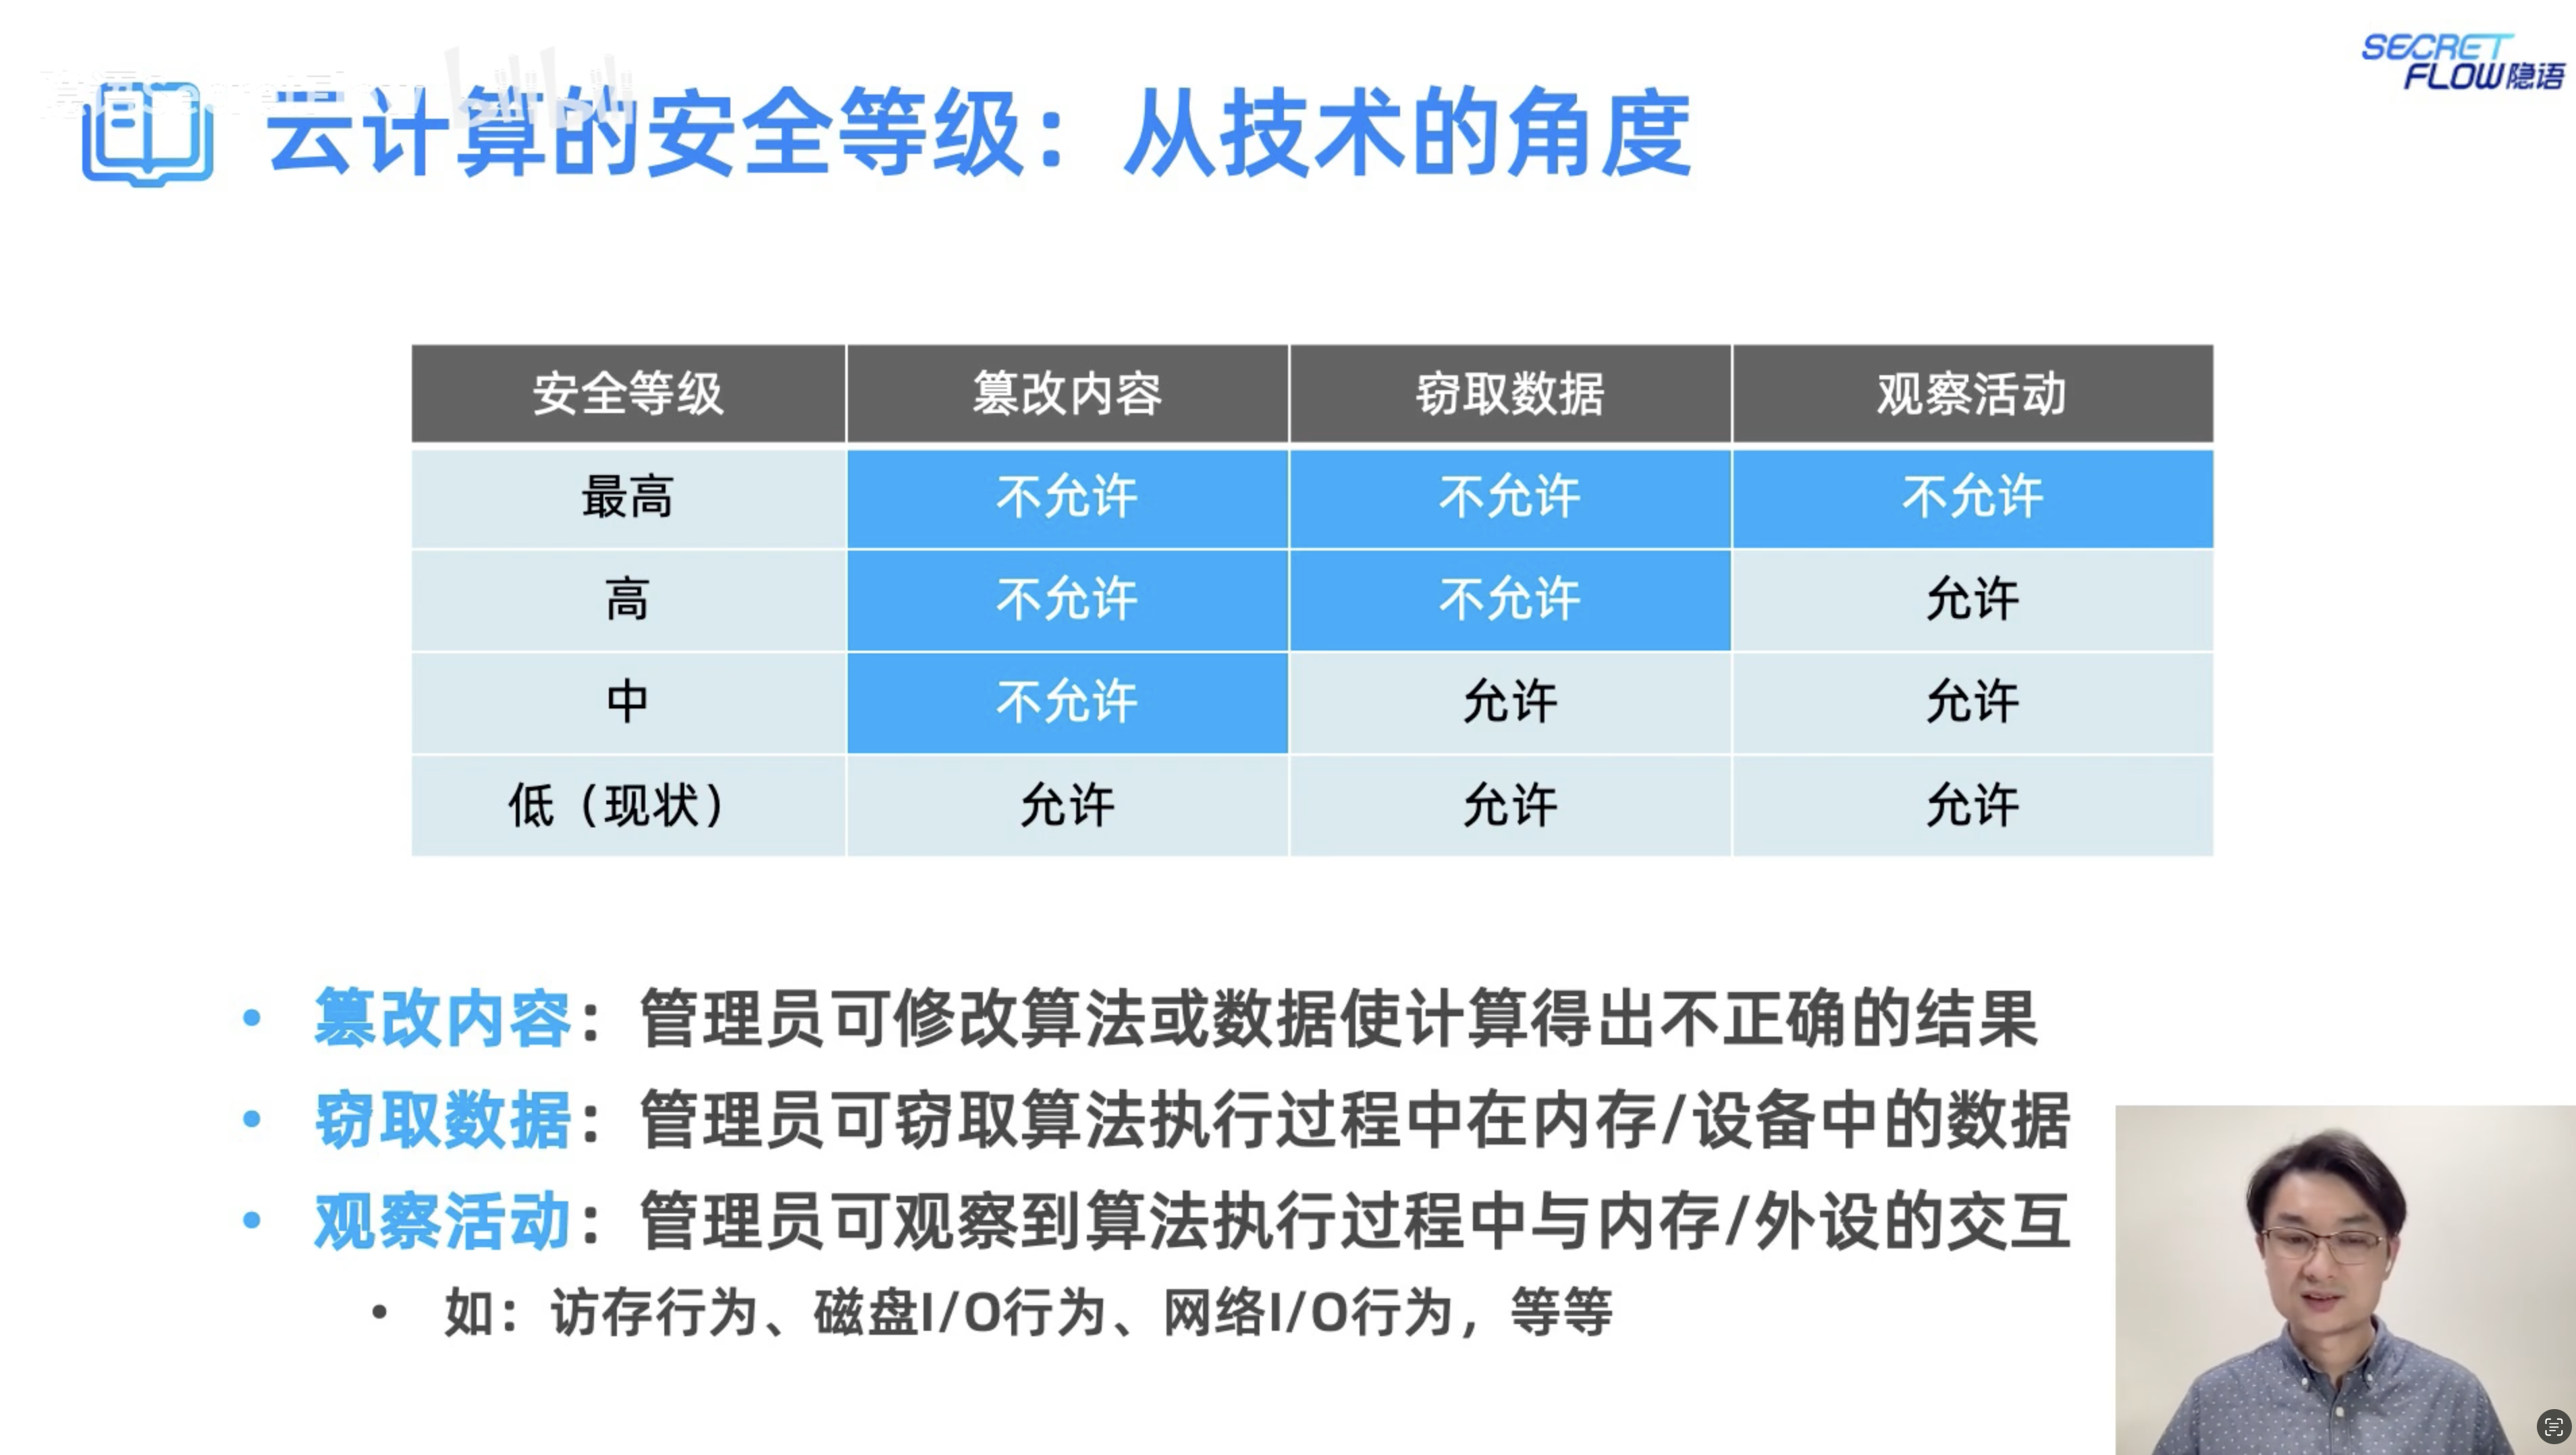 SECRET
FLOW隐语
云计算的安全等级：从技术的角度
安全等级 篡改内容 窃取数据 观察活动
最高 不允许 不允许 不允许
高 不允许 不允许 允许
中 不允许 允许 允许
低（现状） 允许 允许 允许
• 篡改内容：管理员可修改算法或数据使计算得出不正确的结果
• 窃取数据：管理员可窃取算法执行过程中在内存/设备中的数据
• 观察活动：管理员可观察到算法执行过程中与内存/外设的交互
• 如：访存行为、磁盘I/O行为、网络I/O行为，等等